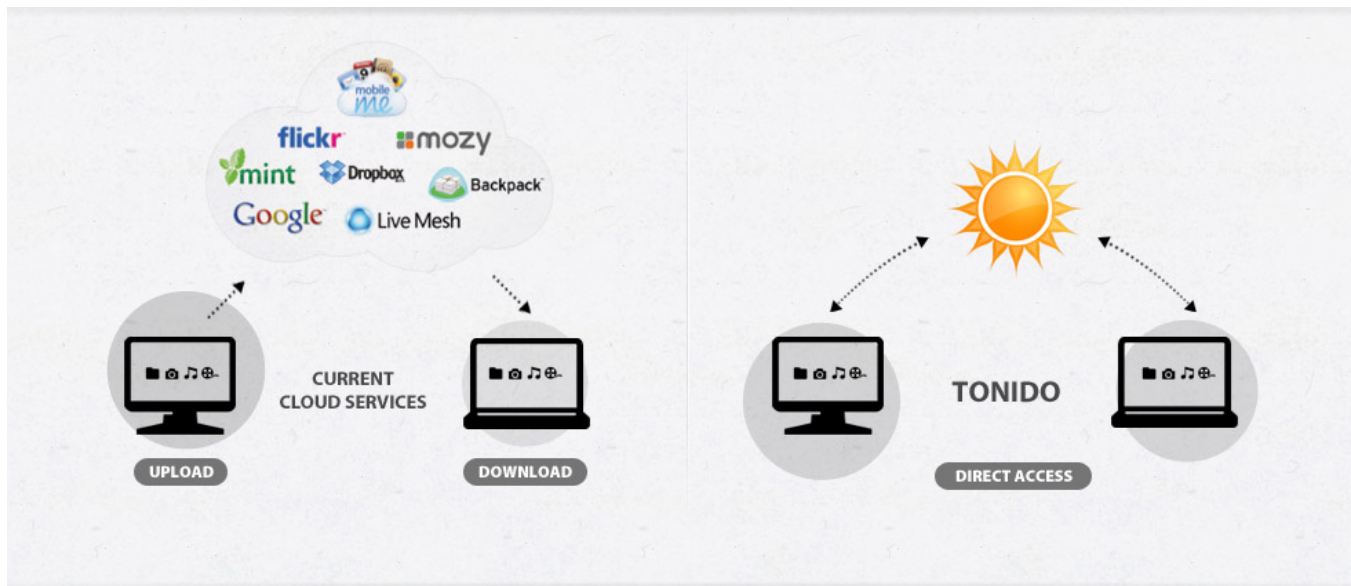 mobile
me
flickr
mozy
mint
Dropbox
Backpack
Google
Live Mesh
CURRENT
CLOUD SERVICES
UPLOAD
DOWNLOAD
TONIDO
DIRECT ACCESS